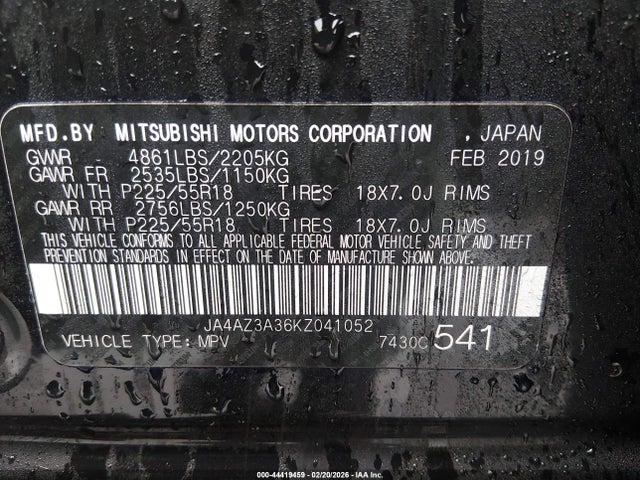 MFD.BY MITSUBISHI MOTORS CORPORATION , JAPAN
GVWR 4861LBS/2205KG FEB 2019
GAWR FR 2535LBS/1150KG
WITH P225/55R18 TIRES 18X7.0J RIMS
GAWR RR 2756LBS/1250KG
WITH P225/55R18 TIRES 18X7.0J RIMS
THIS VEHICLE CONFORMS TO ALL APPLICABLE FEDERAL MOTOR VEHICLE SAFETY AND THEFT
PREVENTION STANDARDS IN EFFECT ON THE DATE OF MANUFACTURE SHOWN ABOVE.
JA4AZ3A36KZ041052
VEHICLE TYPE: MPV 7430C 541
000-44419459 - 02/20/2026 - IAA Inc.